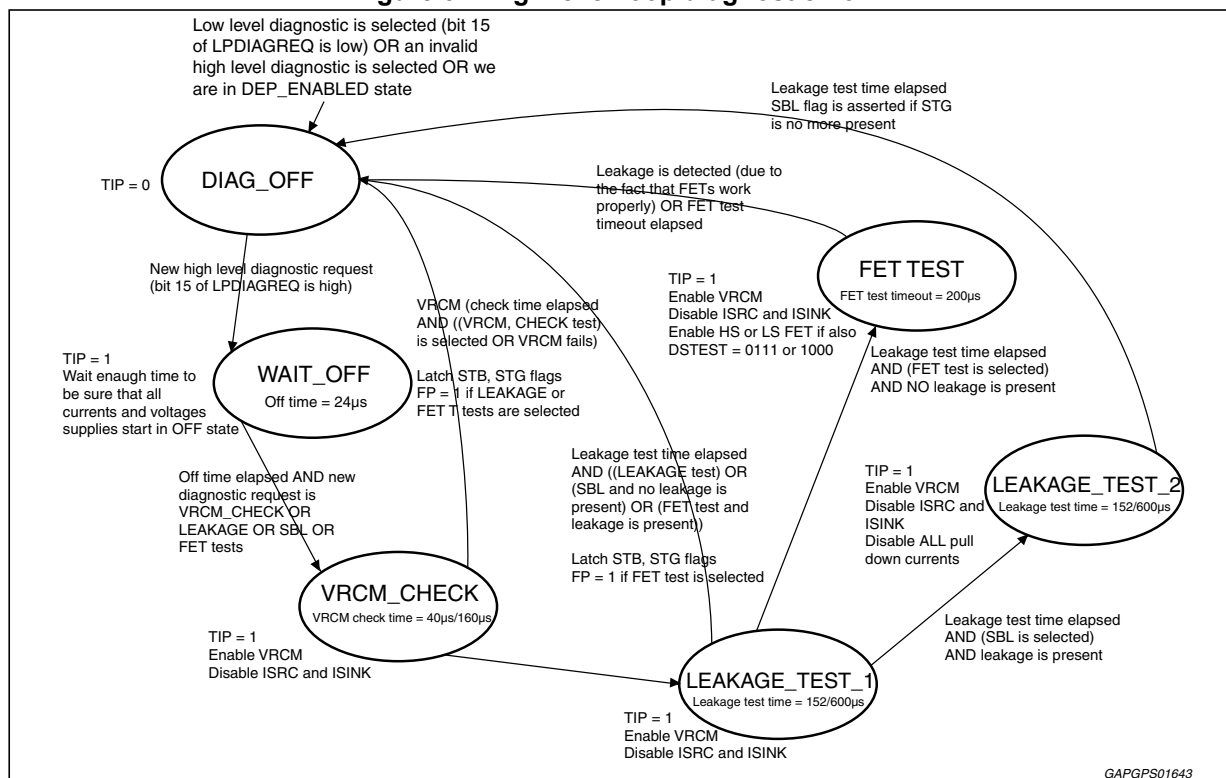 Low level diagnostic is selected (bit 15
of LPDIAGREQ is low) OR an invalid
high level diagnostic is selected OR we
are in DEP_ENABLED state
Leakage test time elapsed
SBL flag is asserted if STG
is no more present
TIP = 0
DIAG_OFF
Leakage is detected (due to
the fact that FETs work
properly) OR FET test
timeout elapsed
New high level diagnostic request
(bit 15 of LPDIAGREQ is high)
FET TEST
FET test timeout = 200µs
TIP = 1
Enable VRCM
Disable ISRC and ISINK
Enable HS or LS FET if also
DSTEST = 0111 or 1000
VRCM (check time elapsed
AND ((VRCM, CHECK test)
is selected OR VRCM fails)
Latch STB, STG flags
FP = 1 if LEAKAGE or
FET T tests are selected
TIP = 1
Wait enaugh time to
be sure that all
currents and voltages
supplies start in OFF state
WAIT_OFF
Off time = 24µs
Leakage test time elapsed
AND (FET test is selected)
AND NO leakage is present
Off time elapsed AND new
diagnostic request is
VRCM_CHECK OR
LEAKAGE OR SBL OR
FET tests
Leakage test time elapsed
AND ((LEAKAGE test) OR
(SBL and no leakage is
present) OR (FET test and
leakage is present))
Latch STB, STG flags
FP = 1 if FET test is selected
TIP = 1
Enable VRCM
Disable ISRC and
ISINK
Disable ALL pull
down currents
LEAKAGE_TEST_2
Leakage test time = 152/600µs
VRCM_CHECK
VRCM check time = 40µs/160µs
TIP = 1
Enable VRCM
Disable ISRC and ISINK
Leakage test time elapsed
AND (SBL is selected)
AND leakage is present
LEAKAGE_TEST_1
Leakage test time = 152/600µs
TIP = 1
Enable VRCM
Disable ISRC and ISINK
GAPGPS01643